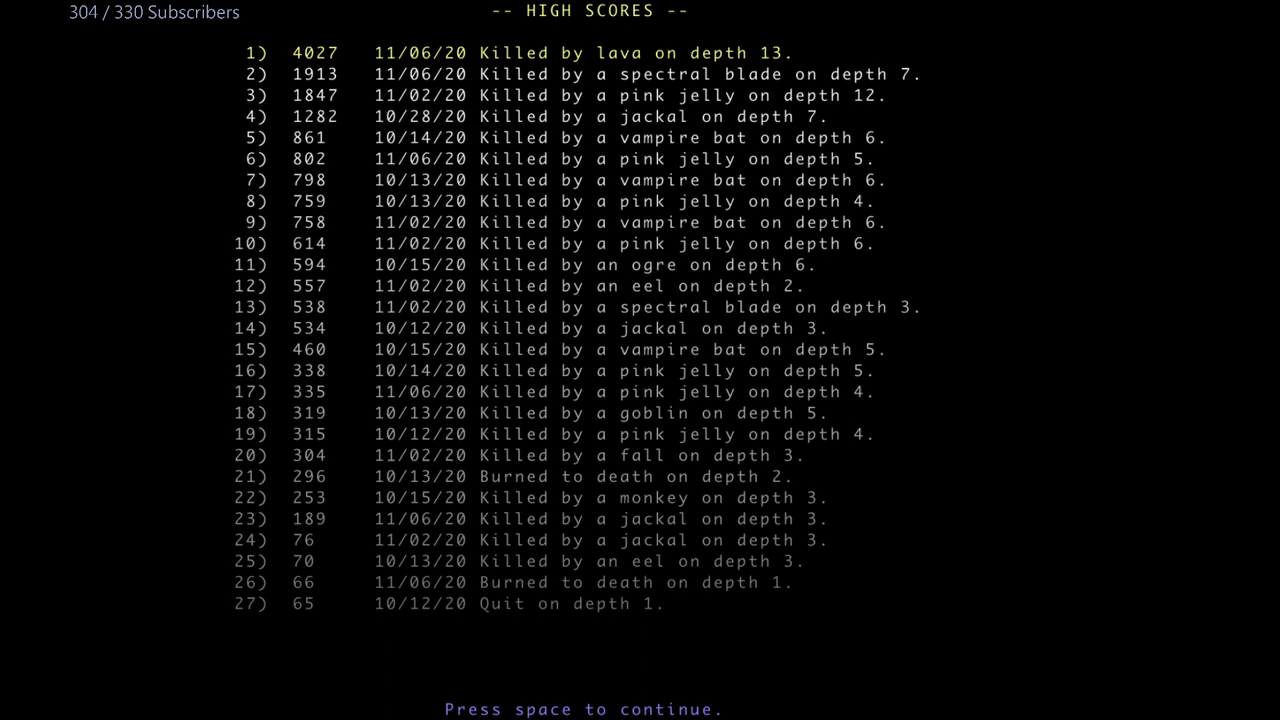 304 / 330 Subscribers
-- HIGH SCORES --
1) 4027 11/06/20 Killed by lava on depth 13.
2) 1913 11/06/20 Killed by a spectral blade on depth 7.
3) 1847 11/02/20 Killed by a pink jelly on depth 12.
4) 1282 10/28/20 Killed by a jackal on depth 7.
5) 861 10/14/20 Killed by a vampire bat on depth 6.
6) 802 11/06/20 Killed by a pink jelly on depth 5.
7) 798 10/13/20 Killed by a vampire bat on depth 6.
8) 759 10/13/20 Killed by a pink jelly on depth 4.
9) 758 11/02/20 Killed by a vampire bat on depth 6.
10) 614 11/02/20 Killed by a pink jelly on depth 6.
11) 594 10/15/20 Killed by an ogre on depth 6.
12) 557 11/02/20 Killed by an eel on depth 2.
13) 538 11/02/20 Killed by a spectral blade on depth 3.
14) 534 10/12/20 Killed by a jackal on depth 3.
15) 460 10/15/20 Killed by a vampire bat on depth 5.
16) 338 10/14/20 Killed by a pink jelly on depth 5.
17) 335 11/06/20 Killed by a pink jelly on depth 4.
18) 319 10/13/20 Killed by a goblin on depth 5.
19) 315 10/12/20 Killed by a pink jelly on depth 4.
20) 304 11/02/20 Killed by a fall on depth 3.
21) 296 10/13/20 Burned to death on depth 2.
22) 253 10/15/20 Killed by a monkey on depth 3.
23) 189 11/06/20 Killed by a jackal on depth 3.
24) 76 11/02/20 Killed by a jackal on depth 3.
25) 70 10/13/20 Killed by an eel on depth 3.
26) 66 11/06/20 Burned to death on depth 1.
27) 65 10/12/20 Quit on depth 1.
Press space to continue.